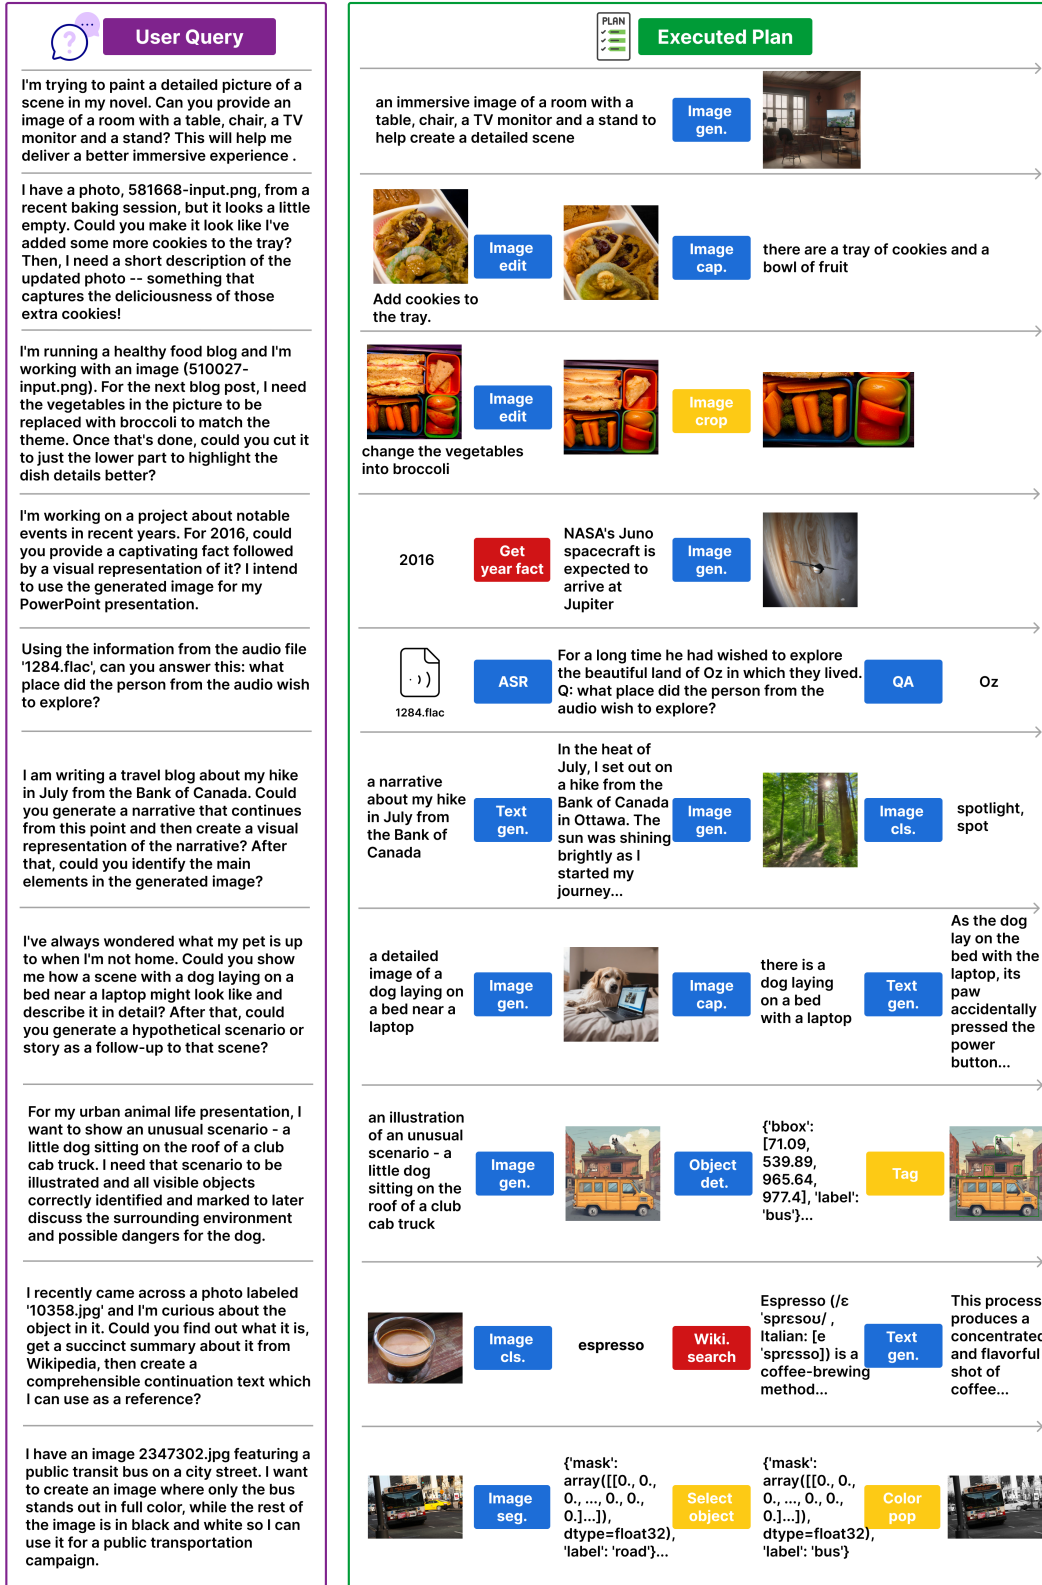 User Query
PLAN
Executed Plan
I'm trying to paint a detailed picture of a
scene in my novel. Can you provide an
image of a room with a table, chair, a TV
monitor and a stand? This will help me
deliver a better immersive experience .
an immersive image of a room with a
table, chair, a TV monitor and a stand to
help create a detailed scene
Image
gen.
I have a photo, 581668-input.png, from a
recent baking session, but it looks a little
empty. Could you make it look like I've
added some more cookies to the tray?
Then, I need a short description of the
updated photo -- something that
captures the deliciousness of those
extra cookies!
Add cookies to
the tray.
Image
edit
Image
cap.
there are a tray of cookies and a
bowl of fruit
I'm running a healthy food blog and I'm
working with an image (510027-
input.png). For the next blog post, I need
the vegetables in the picture to be
replaced with broccoli to match the
theme. Once that's done, could you cut it
to just the lower part to highlight the
dish details better?
change the vegetables
into broccoli
Image
edit
Image
crop
I'm working on a project about notable
events in recent years. For 2016, could
you provide a captivating fact followed
by a visual representation of it? I intend
to use the generated image for my
PowerPoint presentation.
2016
Get
year fact
NASA's Juno
spacecraft is
expected to
arrive at
Jupiter
Image
gen.
Using the information from the audio file
'1284.flac', can you answer this: what
place did the person from the audio wish
to explore?
1284.flac
ASR
For a long time he had wished to explore
the beautiful land of Oz in which they lived.
Q: what place did the person from the
audio wish to explore?
QA
Oz
I am writing a travel blog about my hike
in July from the Bank of Canada. Could
you generate a narrative that continues
from this point and then create a visual
representation of the narrative? After
that, could you identify the main
elements in the generated image?
a narrative
about my hike
in July from
the Bank of
Canada
Text
gen.
In the heat of
July, I set out on
a hike from the
Bank of Canada
in Ottawa. The
sun was shining
brightly as I
started my
journey...
Image
gen.
Image
cls.
spotlight,
spot
I've always wondered what my pet is up
to when I'm not home. Could you show
me how a scene with a dog laying on a
bed near a laptop might look like and
describe it in detail? After that, could
you generate a hypothetical scenario or
story as a follow-up to that scene?
a detailed
image of a
dog laying on
a bed near a
laptop
Image
gen.
Image
cap.
there is a
dog laying
on a bed
with a laptop
Text
gen.
As the dog
lay on the
bed with the
laptop, its
paw
accidentally
pressed the
power
button...
For my urban animal life presentation, I
want to show an unusual scenario - a
little dog sitting on the roof of a club
cab truck. I need that scenario to be
illustrated and all visible objects
correctly identified and marked to later
discuss the surrounding environment
and possible dangers for the dog.
an illustration
of an unusual
scenario - a
little dog
sitting on the
roof of a club
cab truck
Image
gen.
Object
det.
{'bbox':
[71.09,
539.89,
965.64,
977.4], 'label':
'bus'}...
Tag
I recently came across a photo labeled
'10358.jpg' and I'm curious about the
object in it. Could you find out what it is,
get a succinct summary about it from
Wikipedia, then create a
comprehensible continuation text which
I can use as a reference?
Image
cls.
espresso
Wiki.
search
Espresso (/ɛ
ˈsprɛsoʊ/ ,
Italian: [e
ˈsprɛsso]) is a
coffee-brewing
method...
Text
gen.
This process
produces a
concentrated
and flavorful
shot of
coffee...
I have an image 2347302.jpg featuring a
public transit bus on a city street. I want
to create an image where only the bus
stands out in full color, while the rest of
the image is in black and white so I can
use it for a public transportation
campaign.
Image
seg.
{'mask':
array([[[0., 0.,
0., ..., 0., 0.,
0.]...]),
dtype=float32),
'label': 'road'}...
Select
object
{'mask':
array([[[0., 0.,
0., ..., 0., 0.,
0.]...]),
dtype=float32),
'label': 'bus'}
Color
pop